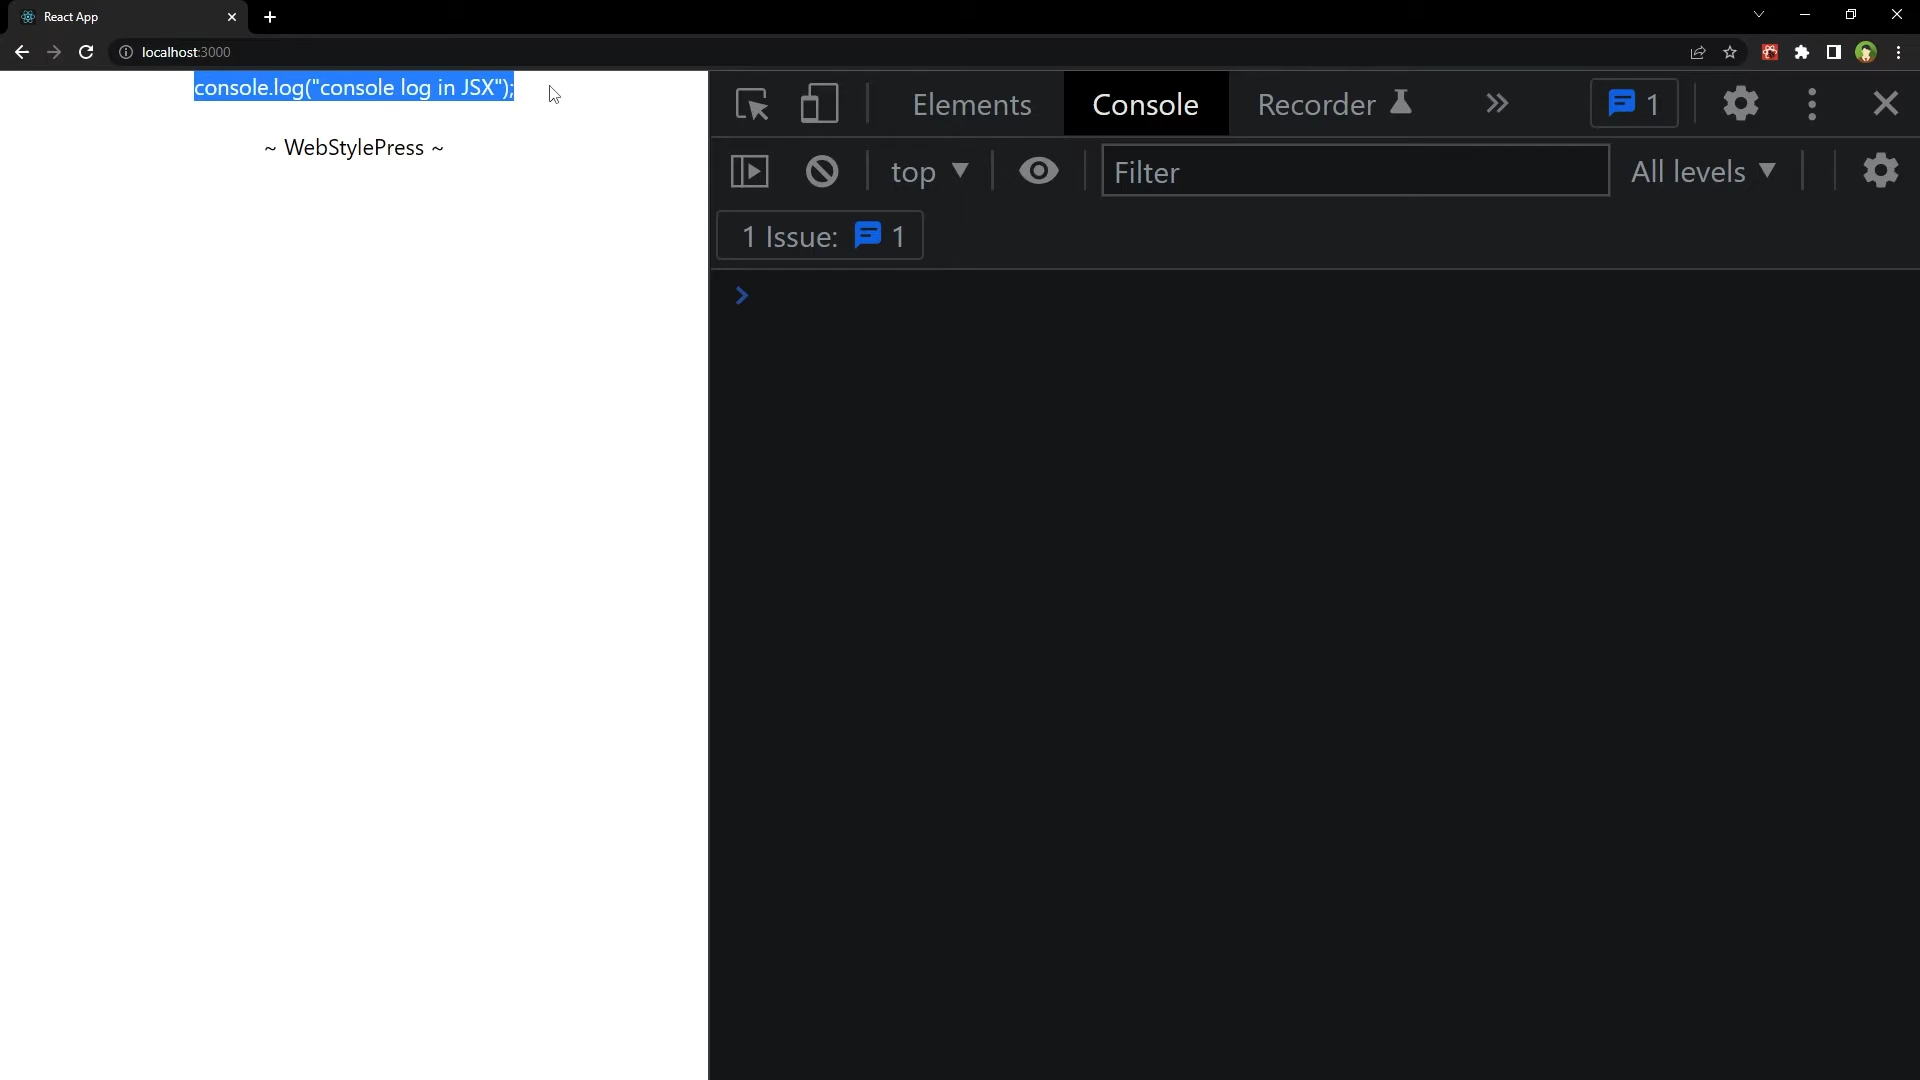 React App
localhost:3000
console.log("console log in JSX");
~ WebStylePress ~
Elements
Console
Recorder
1
top
Filter
All levels
1 Issue: 1